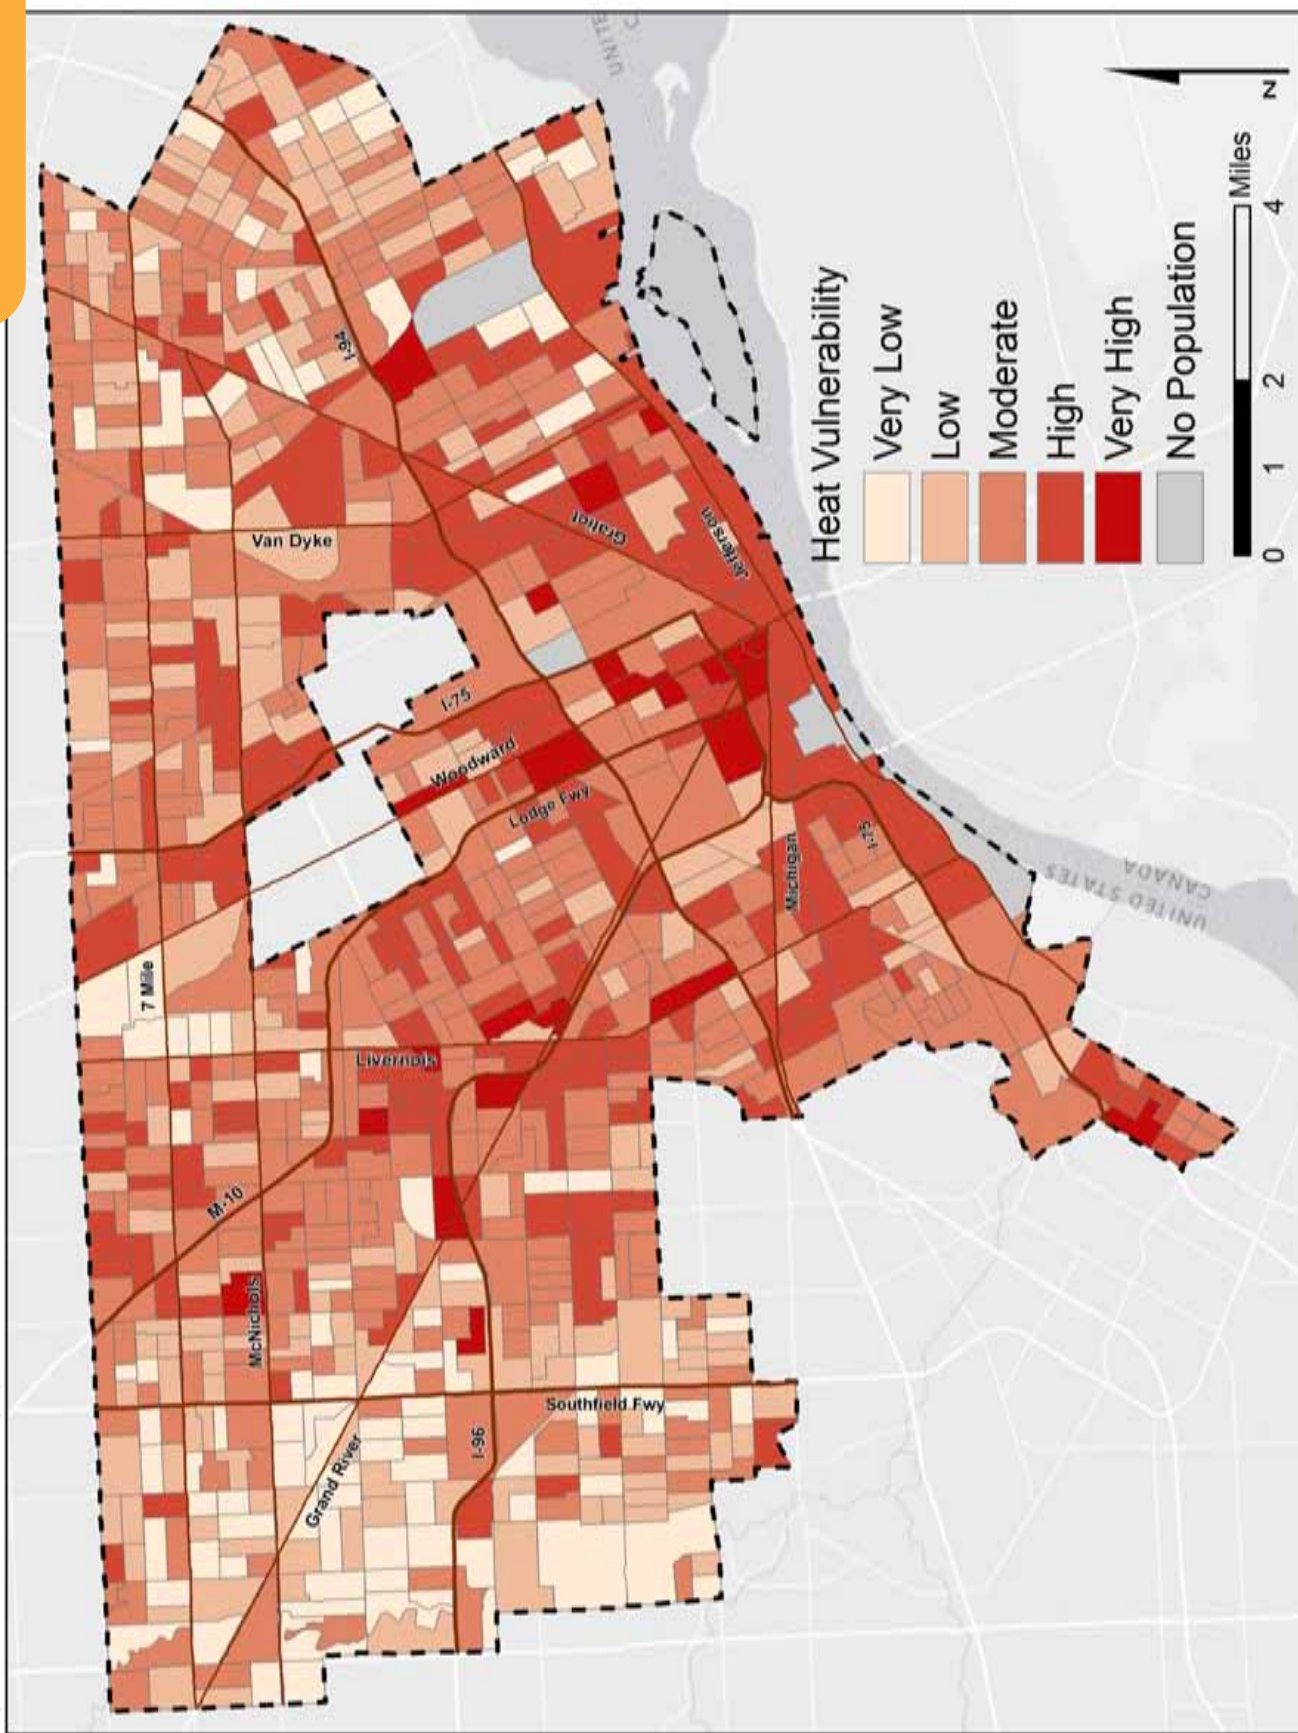 UNITED
C
Van Dyke
I-94
Gratiot
Jefferson
I-75
Woodward
Lodge Fwy
7 Mile
Livernois
Michigan
I-75
M-10
McNichols
Grand River
I-96
Southfield Fwy
UNITED STATES
CANADA
N
Heat Vulnerability
Very Low
Low
Moderate
High
Very High
No Population
0 1 2 4 Miles